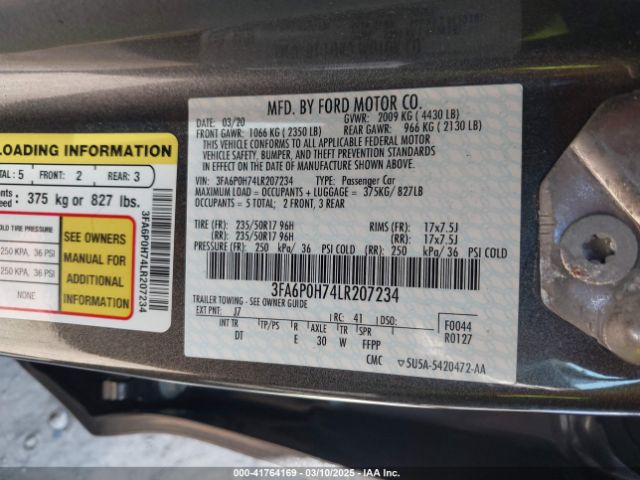 LOADING INFORMATION
TAL: 5 FRONT: 2 REAR: 3
nts: 375 kg or 827 lbs.
OLD TIRE PRESSURE
250 KPA, 36 PSI
250 KPA, 36 PSI
NONE
SEE OWNERS
MANUAL FOR
ADDITIONAL
INFORMATION
3FA6P0H74LR207234
MFD. BY FORD MOTOR CO.
DATE: 03/20 GVWR: 2009 KG ( 4430 LB)
FRONT GAWR: 1066 KG ( 2350 LB) REAR GAWR: 966 KG ( 2130 LB)
THIS VEHICLE CONFORMS TO ALL APPLICABLE FEDERAL MOTOR
VEHICLE SAFETY, BUMPER, AND THEFT PREVENTION STANDARDS IN
EFFECT ON THE DATE OF MANUFACTURE SHOWN ABOVE.
VIN: 3FA6P0H74LR207234 TYPE: Passenger Car
MAXIMUM LOAD = OCCUPANTS + LUGGAGE = 375KG/ 827LB
OCCUPANTS = 5 TOTAL; 2 FRONT, 3 REAR
TIRE (FR): 235/50R17 96H RIMS (FR): 17x7.5J
(RR): 235/50R17 96H (RR): 17x7.5J
PRESSURE (FR): 250 kPa/ 36 PSI COLD (RR): 250 kPa/ 36 PSI COLD
3FA6P0H74LR207234
TRAILER TOWING - SEE OWNER GUIDE
EXT PNT: J7 RC: 41 DSO: F0044
INT TR TP/PS R AXLE TR SPR R0127
DT E 30 W FFPP
CMC 5U5A-5420472-AA
000-41764169 - 03/10/2025 - IAA, Inc.